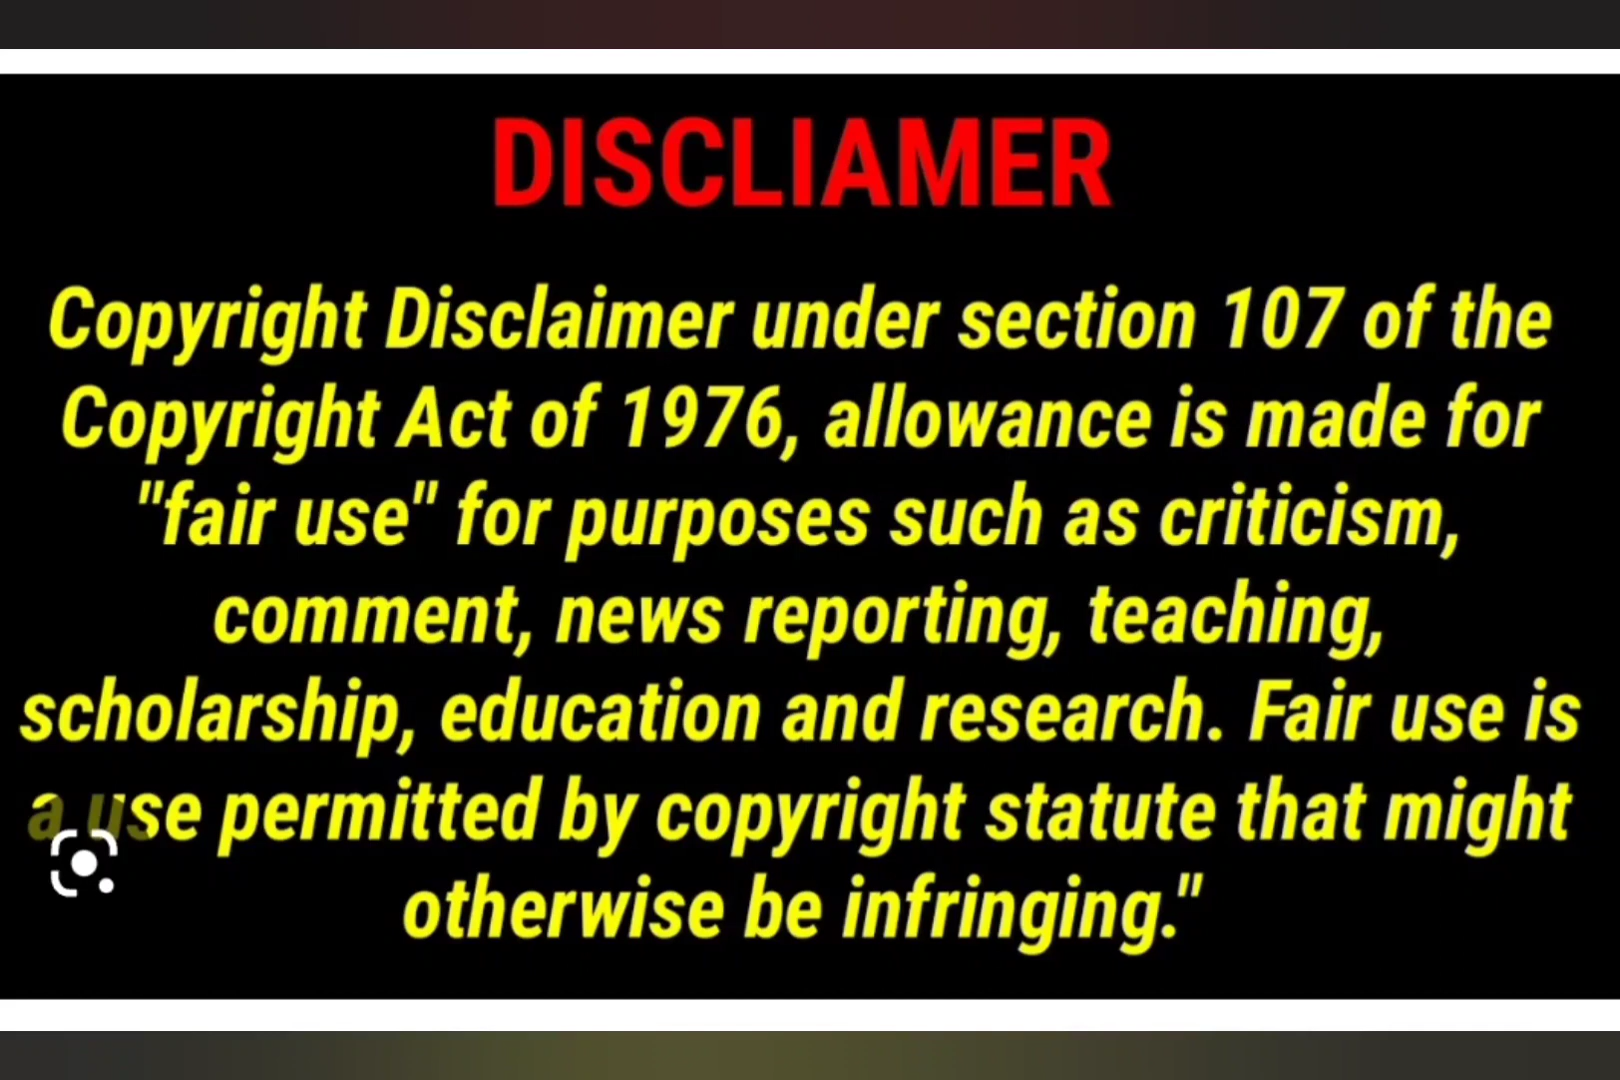 DISCLIAMER
Copyright Disclaimer under section 107 of the
Copyright Act of 1976, allowance is made for
"fair use" for purposes such as criticism,
comment, news reporting, teaching,
scholarship, education and research. Fair use is
a use permitted by copyright statute that might
otherwise be infringing."